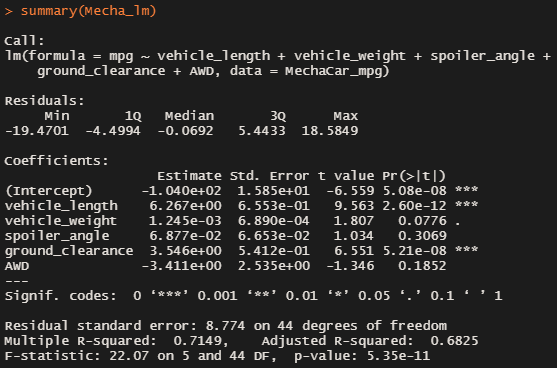 > summary(Mecha_lm)
Call:
lm(formula = mpg ~ vehicle_length + vehicle_weight + spoiler_angle +
    ground_clearance + AWD, data = MechaCar_mpg)
Residuals:
     Min       1Q   Median       3Q      Max
-19.4701  -4.4994  -0.0692   5.4433  18.5849
Coefficients:
                   Estimate Std. Error t value Pr(>|t|)
(Intercept)      -1.040e+02  1.585e+01  -6.559 5.08e-08 ***
vehicle_length    6.267e+00  6.553e-01   9.563 2.60e-12 ***
vehicle_weight    1.245e-03  6.890e-04   1.807   0.0776 .
spoiler_angle     6.877e-02  6.653e-02   1.034   0.3069
ground_clearance  3.546e+00  5.412e-01   6.551 5.21e-08 ***
AWD              -3.411e+00  2.535e+00  -1.346   0.1852
---
Signif. codes:  0 ‘***’ 0.001 ‘**’ 0.01 ‘*’ 0.05 ‘.’ 0.1 ‘ ’ 1
Residual standard error: 8.774 on 44 degrees of freedom
Multiple R-squared:  0.7149,    Adjusted R-squared:  0.6825
F-statistic: 22.07 on 5 and 44 DF,  p-value: 5.35e-11